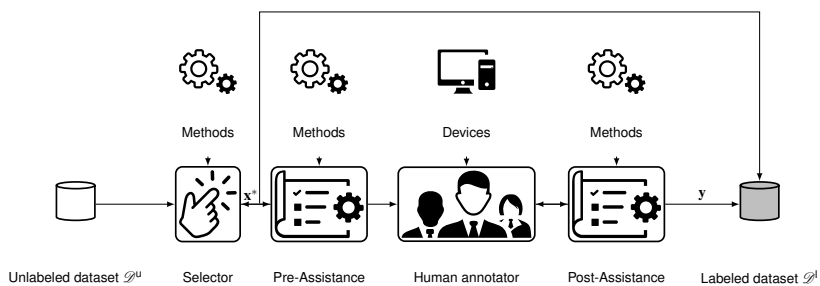 Methods Methods Devices Methods
x* y
Unlabeled dataset 𝒟ᵘ Selector Pre-Assistance Human annotator Post-Assistance Labeled dataset 𝒟ˡ